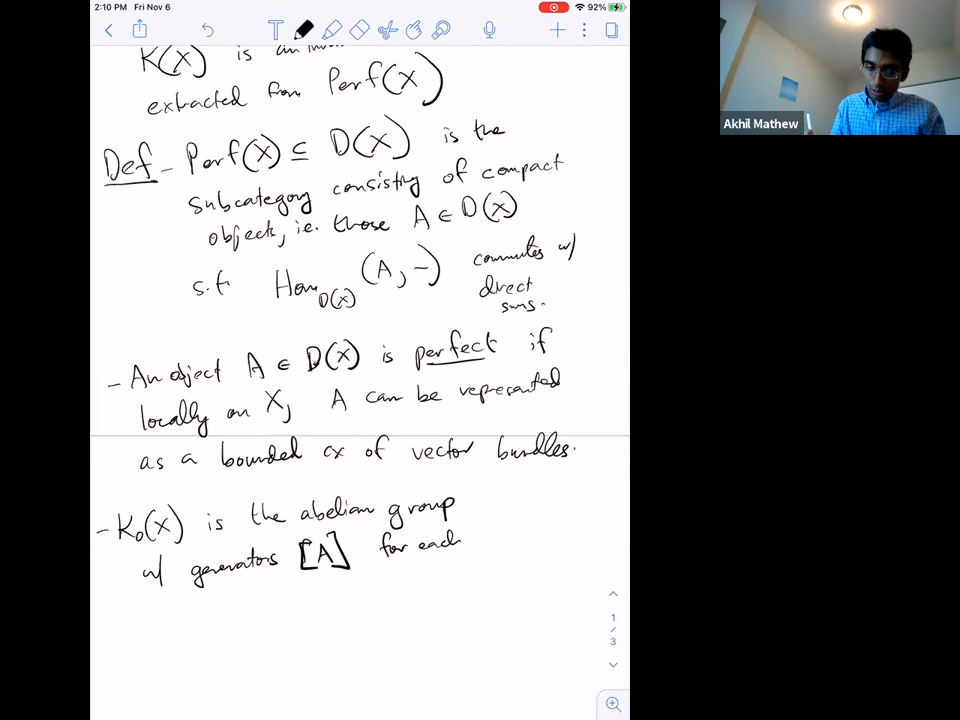 2:10 PM Fri Nov 6
92%
T
K(X) is an
extracted from Perf(X)
Def - Perf(X) ⊆ D(X) is the
subcategory consisting of compact
objects, i.e. those A ∈ D(X)
s.t. Hom_D(X) (A, -) commutes w/
direct
sums.
- An object A ∈ D(X) is perfect if
locally on X, A can be represented
as a bounded cx of vector bundles.
- K₀(X) is the abelian group
w/ generators [A] for each
1
/
3
Akhil Mathew